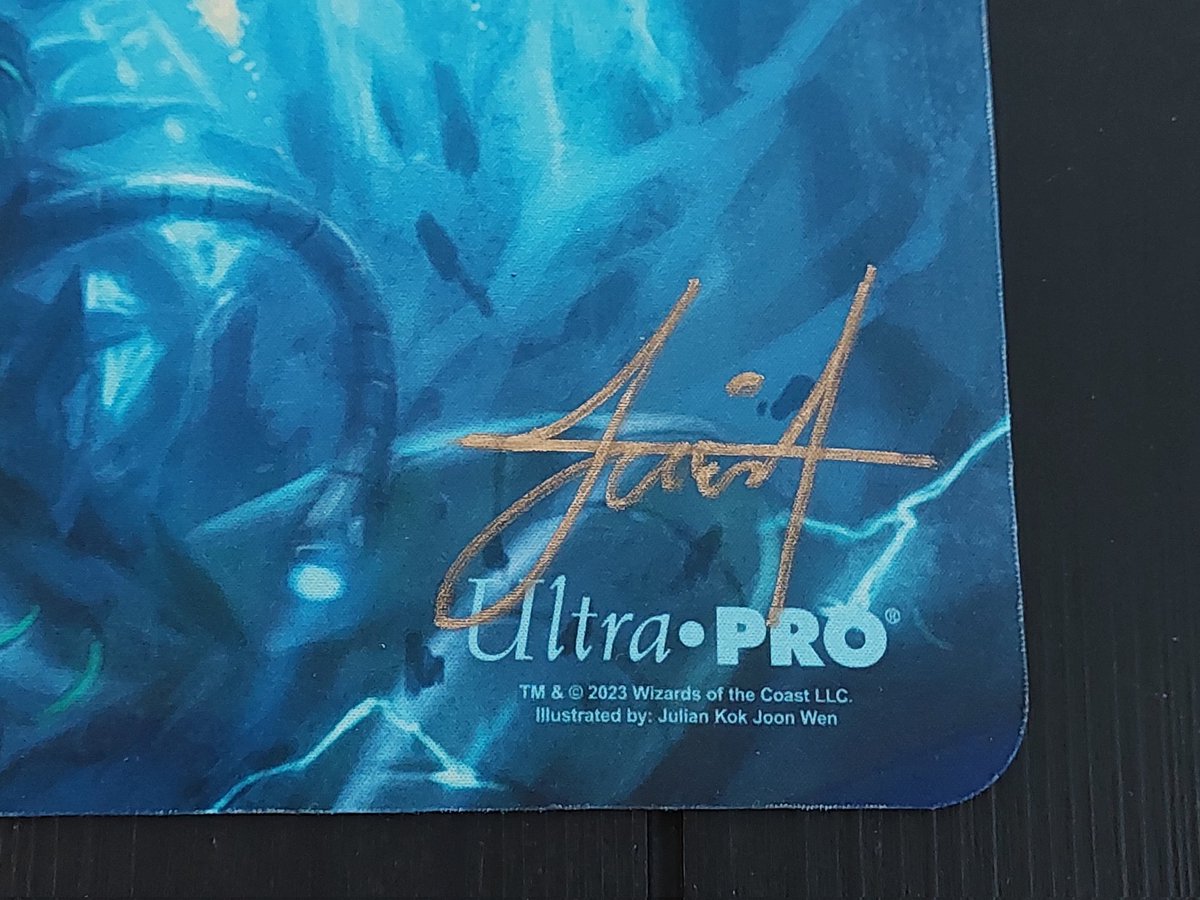 Ultra•PRO®
TM & © 2023 Wizards of the Coast LLC.
Illustrated by: Julian Kok Joon Wen